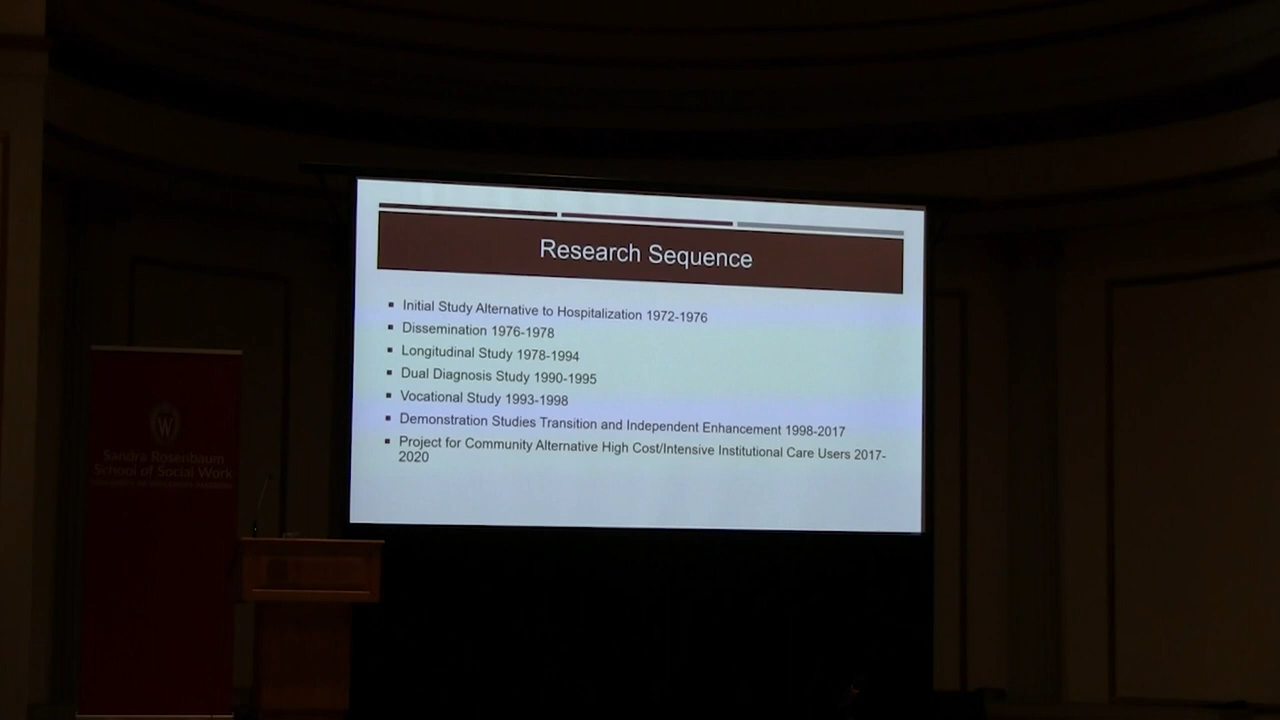 Research Sequence
Initial Study Alternative to Hospitalization 1972-1976
Dissemination 1976-1978
Longitudinal Study 1978-1994
Dual Diagnosis Study 1990-1995
Vocational Study 1993-1998
Demonstration Studies Transition and Independent Enhancement 1998-2017
Project for Community Alternative High Cost/Intensive Institutional Care Users 2017-
2020
W
Sandra Rosenbaum
School of Social Work